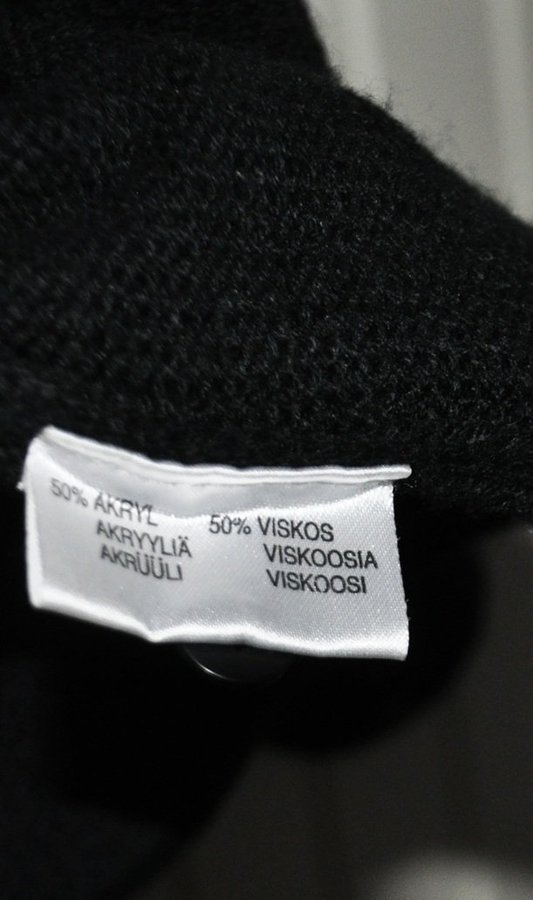 50% AKRYL
AKRYYLIÄ
AKRÜÜLI
50% VISKOS
VISKOOSIA
VISKOOSI